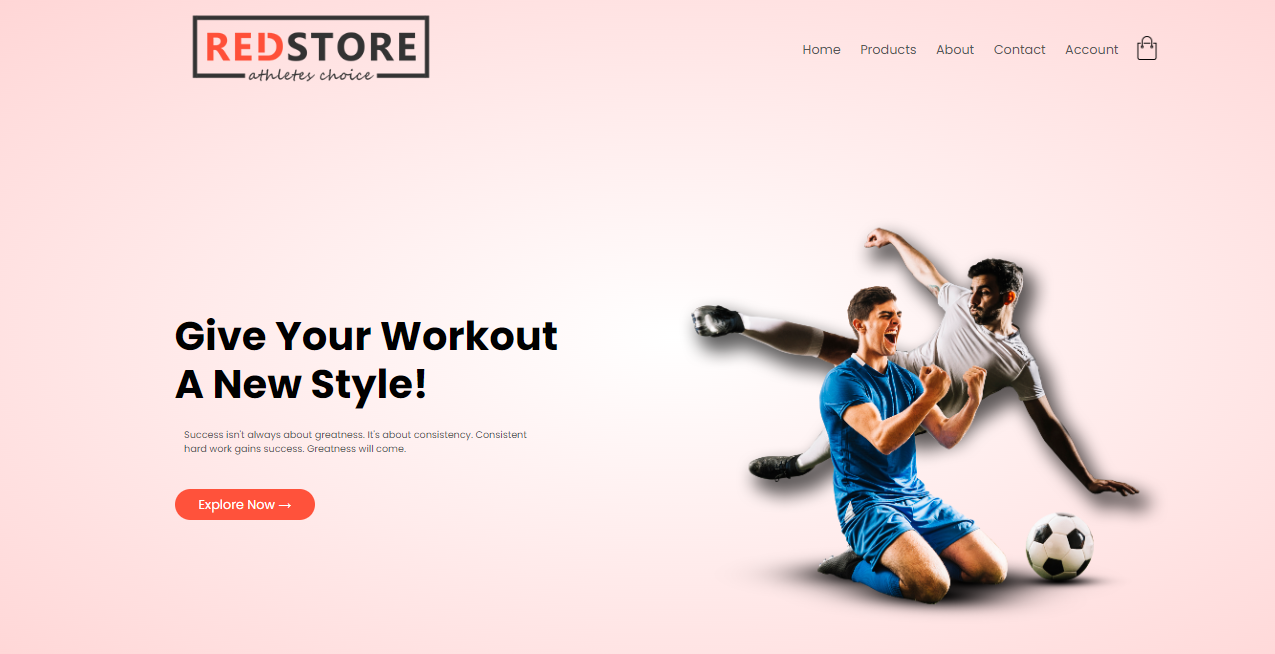 REDSTORE
athletes choice
Home Products About Contact Account
Give Your Workout
A New Style!
Success isn't always about greatness. It's about consistency. Consistent
hard work gains success. Greatness will come.
Explore Now →